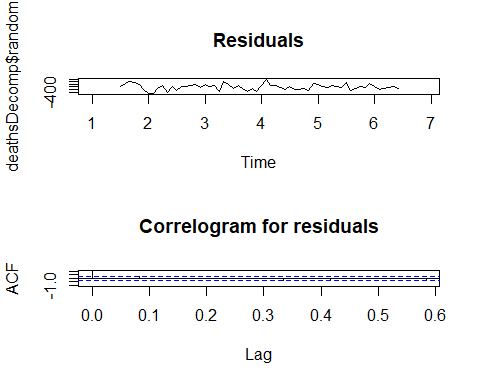 Residuals
deathsDecomp$random
-400
1 2 3 4 5 6 7
Time
Correlogram for residuals
ACF
-1.0
0.0 0.1 0.2 0.3 0.4 0.5 0.6
Lag